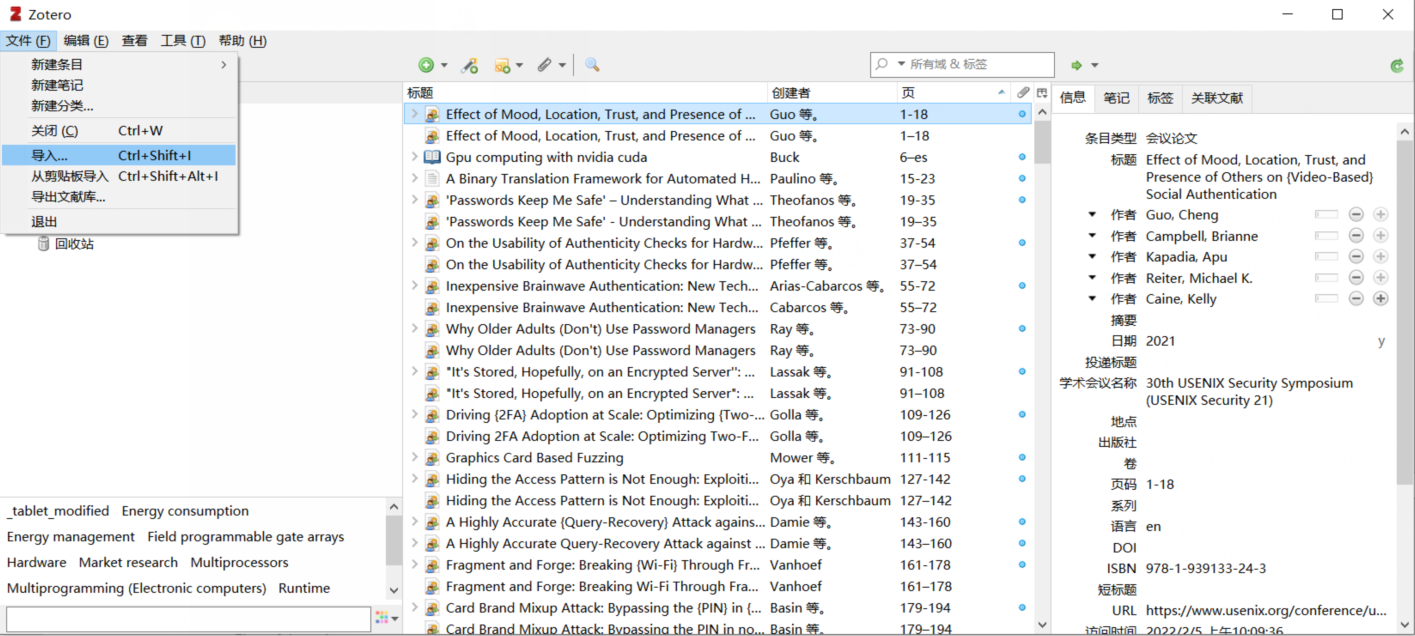 Zotero
文件 (F) 编辑 (E) 查看 工具 (T) 帮助 (H)
新建条目
新建笔记
新建分类...
关闭 (C) Ctrl+W
导入... Ctrl+Shift+I
从剪贴板导入 Ctrl+Shift+Alt+I
导出文献库...
退出
回收站
_tablet_modified Energy consumption
Energy management Field programmable gate arrays
Hardware Market research Multiprocessors
Multiprogramming (Electronic computers) Runtime
所有域 & 标签
标题 创建者 页
Effect of Mood, Location, Trust, and Presence of ... Guo 等。 1-18
Effect of Mood, Location, Trust, and Presence of ... Guo 等。 1–18
Gpu computing with nvidia cuda Buck 6–es
A Binary Translation Framework for Automated H... Paulino 等。 15-23
'Passwords Keep Me Safe' – Understanding What ... Theofanos 等。 19-35
'Passwords Keep Me Safe' - Understanding What ... Theofanos 等。 19–35
On the Usability of Authenticity Checks for Hardw... Pfeffer 等。 37-54
On the Usability of Authenticity Checks for Hardw... Pfeffer 等。 37–54
Inexpensive Brainwave Authentication: New Tech... Arias-Cabarcos 等。 55-72
Inexpensive Brainwave Authentication: New Tech... Cabarcos 等。 55–72
Why Older Adults (Don't) Use Password Managers Ray 等。 73-90
Why Older Adults (Don't) Use Password Managers Ray 等。 73–90
"It's Stored, Hopefully, on an Encrypted Server'': ... Lassak 等。 91-108
"It's Stored, Hopefully, on an Encrypted Server": ... Lassak 等。 91–108
Driving {2FA} Adoption at Scale: Optimizing {Two-... Golla 等。 109-126
Driving 2FA Adoption at Scale: Optimizing Two-F... Golla 等。 109–126
Graphics Card Based Fuzzing Mower 等。 111-115
Hiding the Access Pattern is Not Enough: Exploiti... Oya 和 Kerschbaum 127-142
Hiding the Access Pattern is Not Enough: Exploiti... Oya 和 Kerschbaum 127–142
A Highly Accurate {Query-Recovery} Attack agains... Damie 等。 143-160
A Highly Accurate Query-Recovery Attack against ... Damie 等。 143–160
Fragment and Forge: Breaking {Wi-Fi} Through Fr... Vanhoef 161-178
Fragment and Forge: Breaking Wi-Fi Through Fra... Vanhoef 161–178
Card Brand Mixup Attack: Bypassing the {PIN} in {... Basin 等。 179-194
Card Brand Mixup Attack: Bypassing the PIN in no... Basin 等。 179–194
信息 笔记 标签 关联文献
条目类型 会议论文
标题 Effect of Mood, Location, Trust, and
Presence of Others on {Video-Based}
Social Authentication
作者 Guo, Cheng
作者 Campbell, Brianne
作者 Kapadia, Apu
作者 Reiter, Michael K.
作者 Caine, Kelly
摘要
日期 2021 y
投递标题
学术会议名称 30th USENIX Security Symposium
(USENIX Security 21)
地点
出版社
卷
页码 1-18
系列
语言 en
DOI
ISBN 978-1-939133-24-3
短标题
URL https://www.usenix.org/conference/u...
访问时间 2022/2/5 上午10:09:36